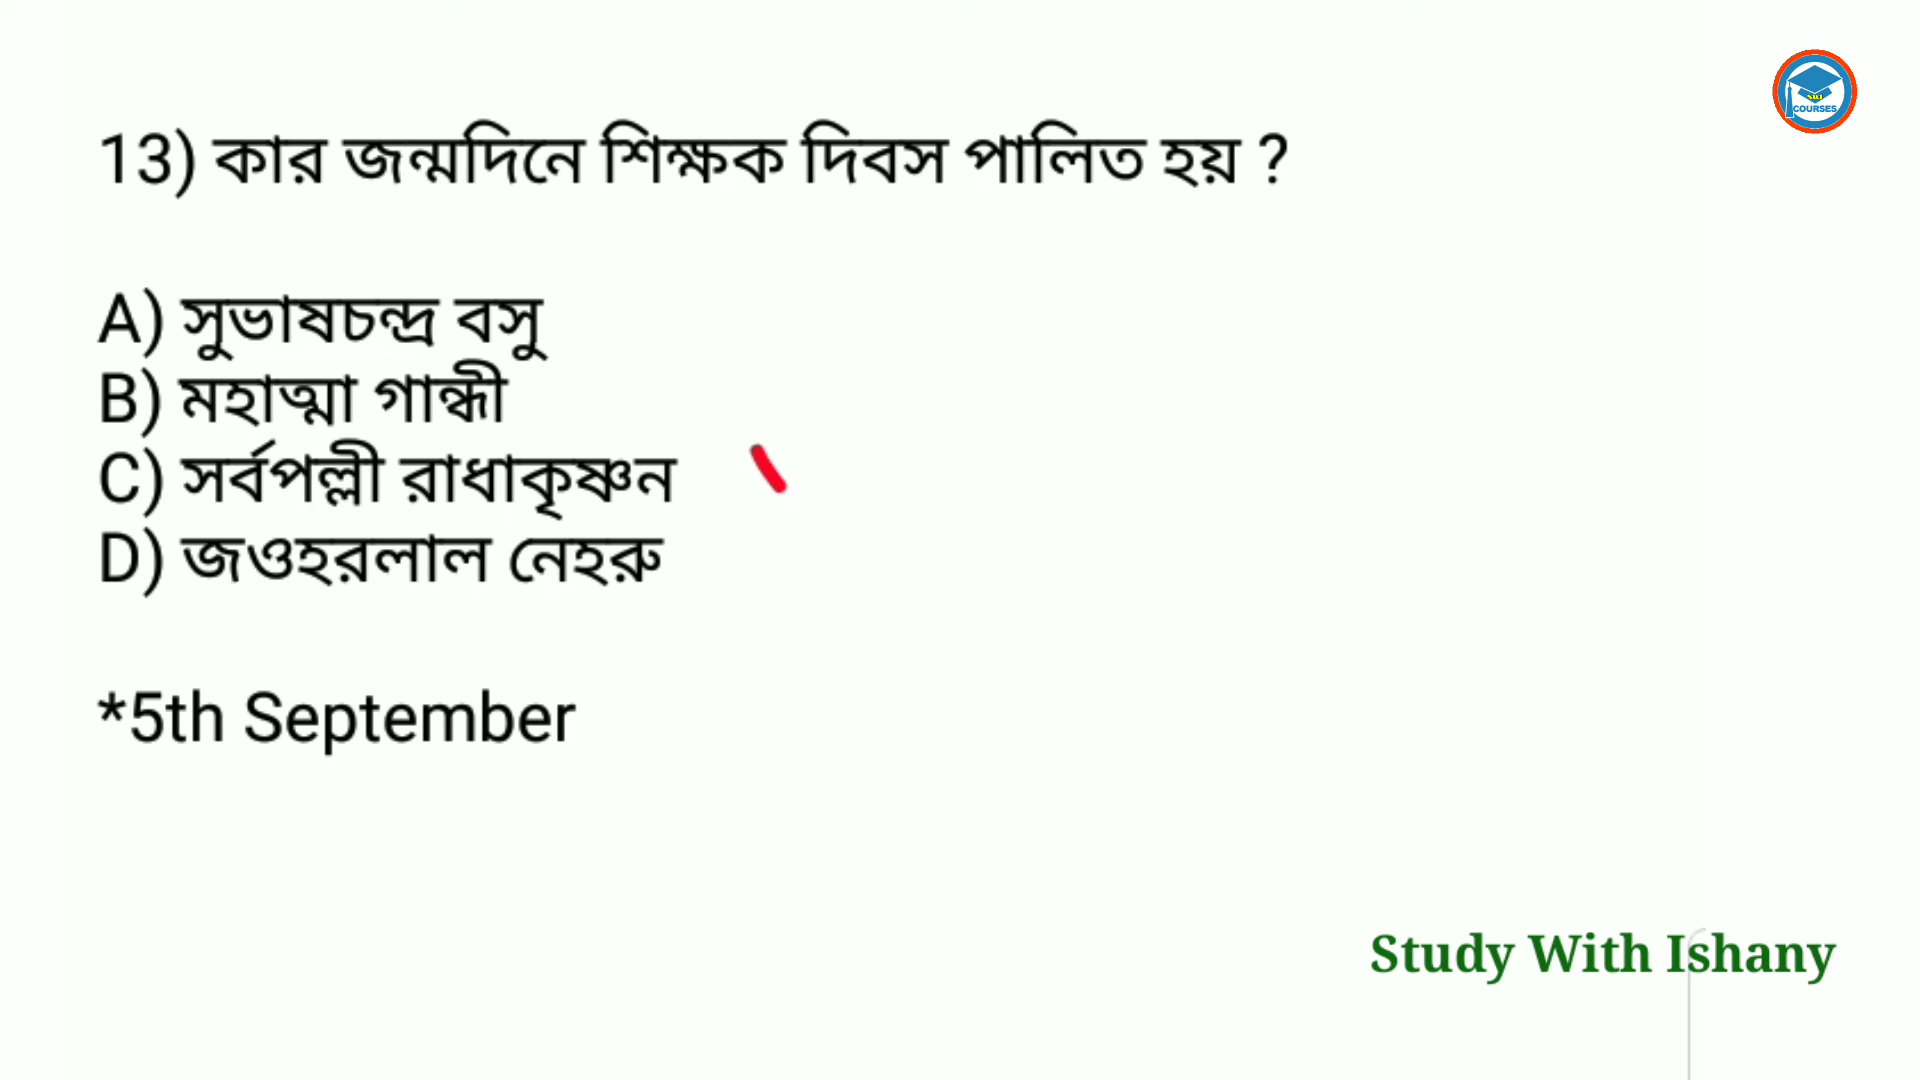 COURSES
13) কার জন্মদিনে শিক্ষক দিবস পালিত হয় ?
A) সুভাষচন্দ্র বসু
B) মহাত্মা গান্ধী
C) সর্বপল্লী রাধাকৃষ্ণন
D) জওহরলাল নেহরু
*5th September
Study With Ishany